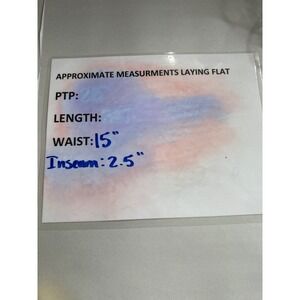 APPROXIMATE MEASURMENTS LAYING FLAT
PTP:
LENGTH:
WAIST: 15"
Inseam: 2.5"